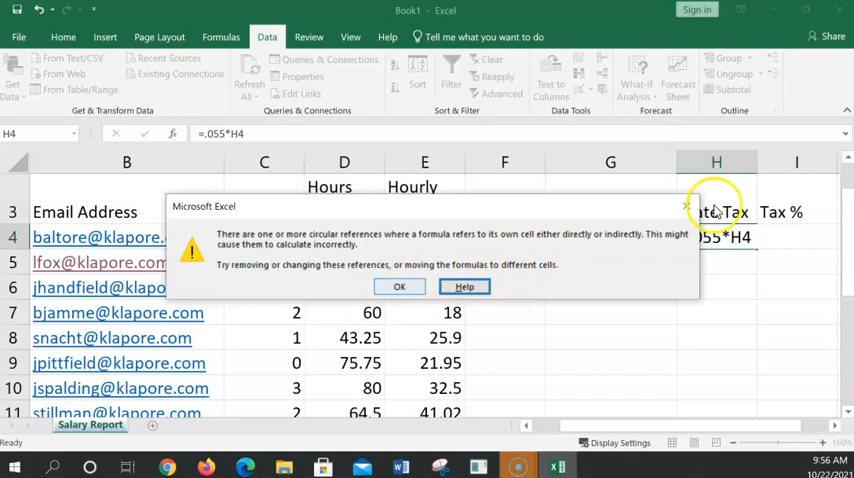 Book1 - Excel
Sign in
File Home Insert Page Layout Formulas Data Review View Help Tell me what you want to do Share
Get Data
From Text/CSV
From Web
From Table/Range
Recent Sources
Existing Connections
Get & Transform Data
Refresh All
Queries & Connections
Properties
Edit Links
Queries & Connections
Sort
Filter
Clear
Reapply
Advanced
Sort & Filter
Text to Columns
Data Tools
What-If Analysis
Forecast Sheet
Forecast
Group
Ungroup
Subtotal
Outline
H4 fx =.055*H4
B C D E F G H I
Hours Hourly
3 Email Address Tax Tax %
4 baltore@klapore. 055*H4
5 lfox@klapore.com
6 jhandfield@klapore.
7 bjamme@klapore.com 2 60 18
8 snacht@klapore.com 1 43.25 25.9
9 jpittfield@klapore.com 0 75.75 21.95
10 jspalding@klapore.com 3 80 32.5
11 stillman@klapore.com 2 64.5 41.02
Microsoft Excel
There are one or more circular references where a formula refers to its own cell either directly or indirectly. This might
cause them to calculate incorrectly.
Try removing or changing these references, or moving the formulas to different cells.
OK Help
Salary Report
Ready Display Settings 160%
9:56 AM
10/22/2021